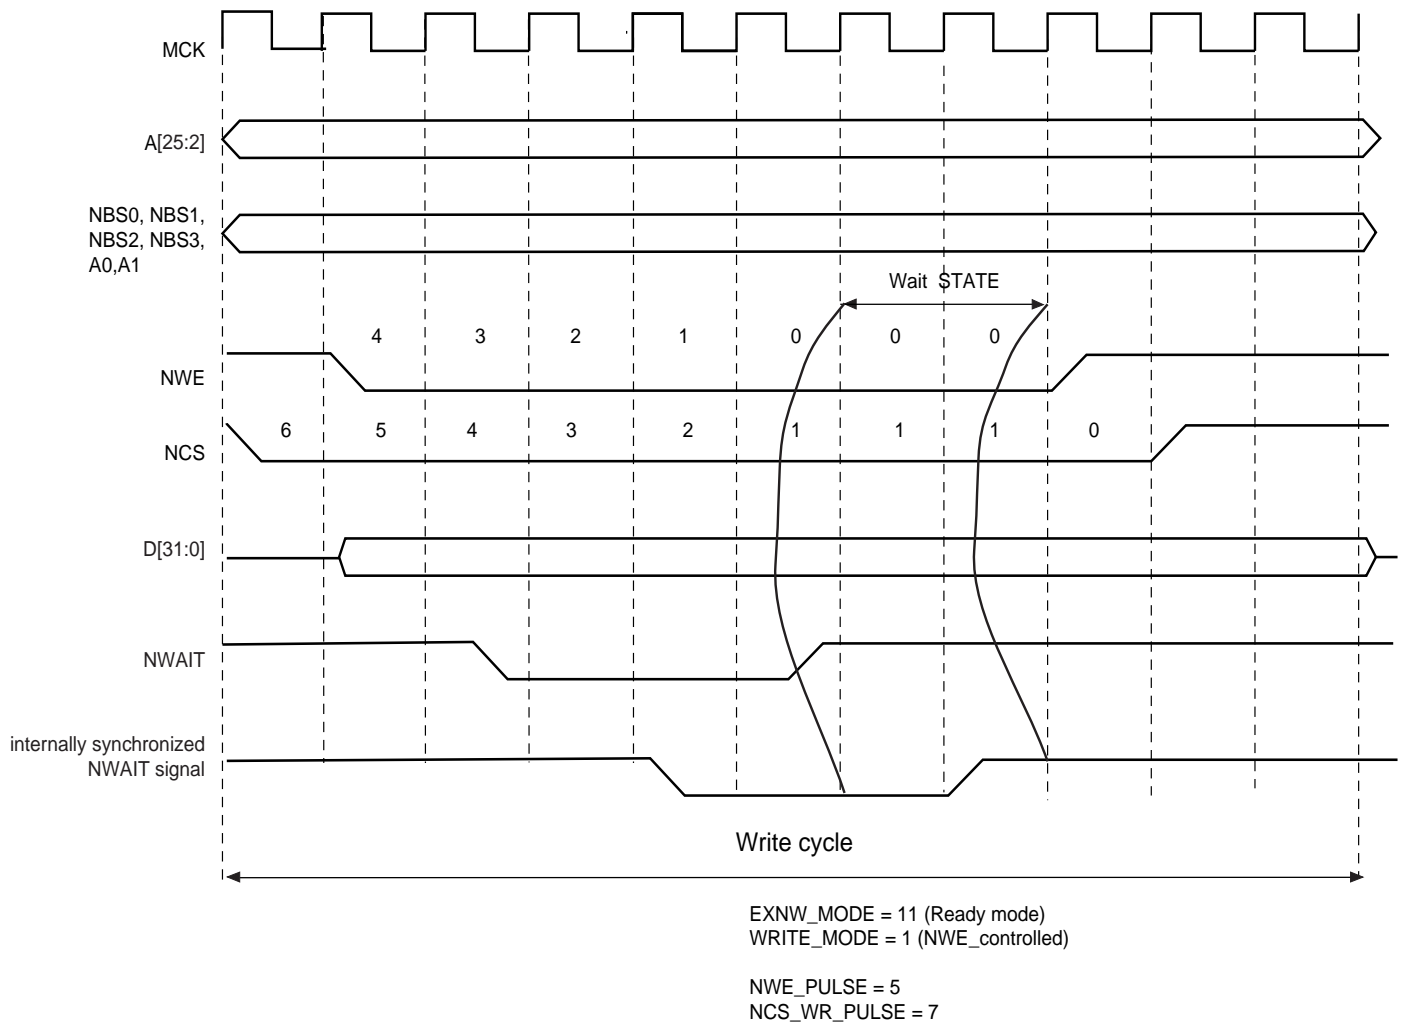 MCK
A[25:2]
NBS0, NBS1,
NBS2, NBS3,
A0,A1
Wait STATE
4 3 2 1 0 0 0
NWE
6 5 4 3 2 1 1 1 0
NCS
D[31:0]
NWAIT
internally synchronized
NWAIT signal
Write cycle
EXNW_MODE = 11 (Ready mode)
WRITE_MODE = 1 (NWE_controlled)
NWE_PULSE = 5
NCS_WR_PULSE = 7